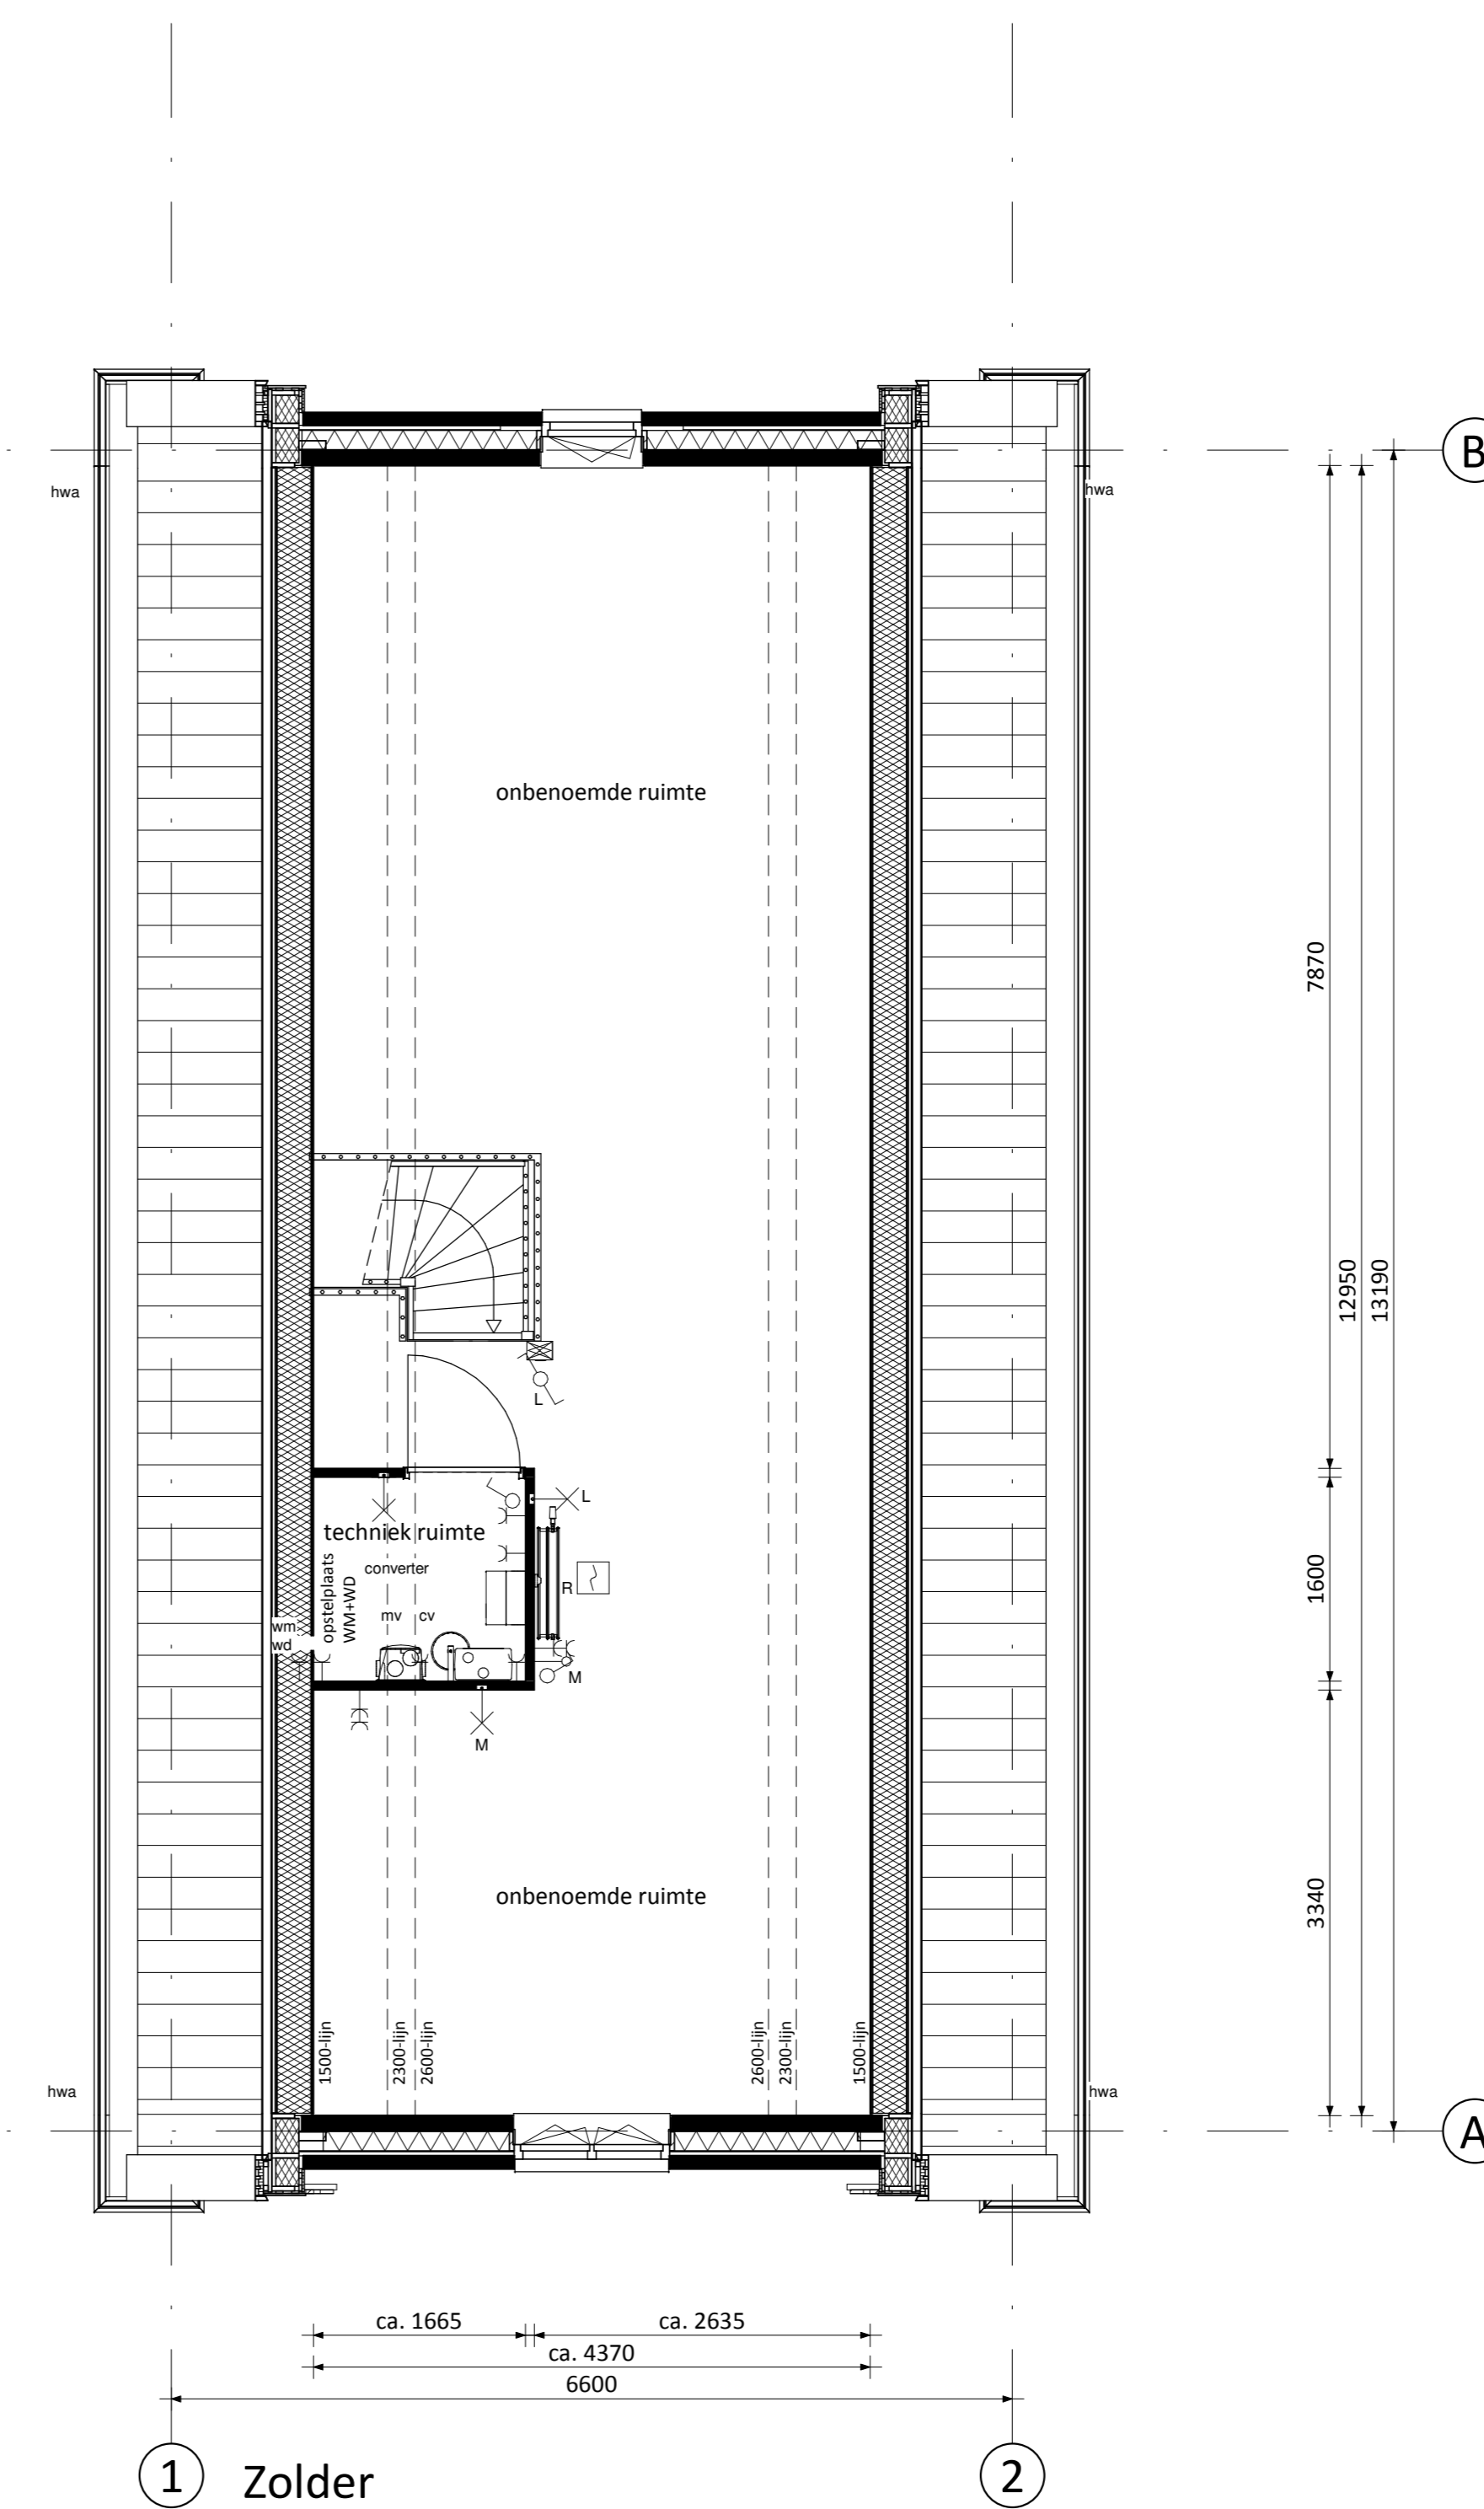 B
hwa
hwa
onbenoemde ruimte
7870
12950
13190
L
L
techniek ruimte
converter
opstelplaats
WM+WD
R
1600
mv
cv
wm
wd
M
M
onbenoemde ruimte
3340
1500-lijn
2300-lijn
2600-lijn
2600-lijn
2300-lijn
1500-lijn
hwa
hwa
A
ca. 1665
ca. 2635
ca. 4370
6600
1
Zolder
2